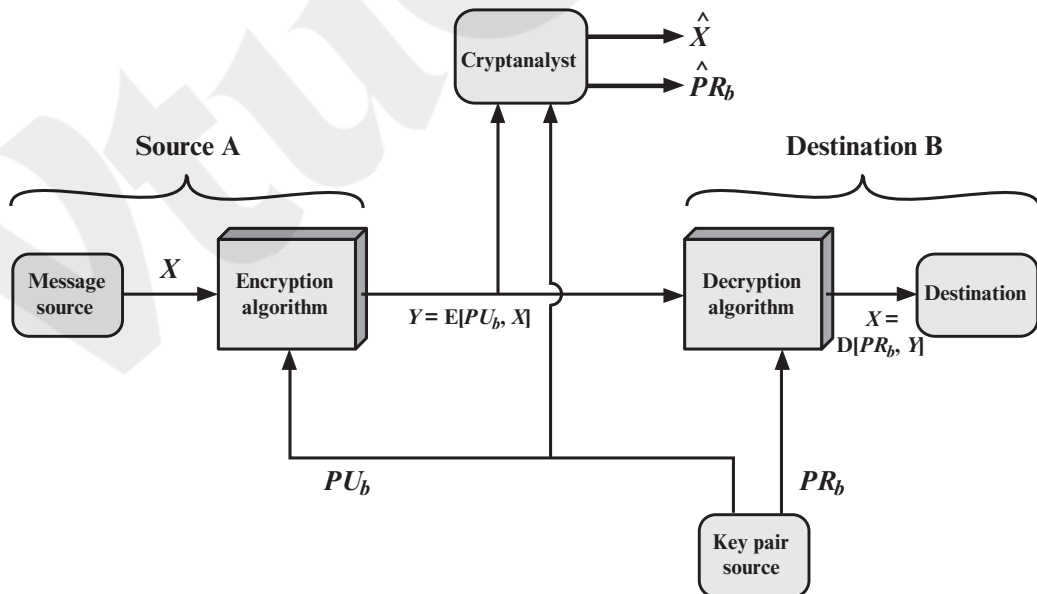 X̂
Cryptanalyst
P̂R_b
Source A
Destination B
Message
source
X
Encryption
algorithm
Y = E[PU_b, X]
Decryption
algorithm
X =
D[PR_b, Y]
Destination
PU_b
PR_b
Key pair
source